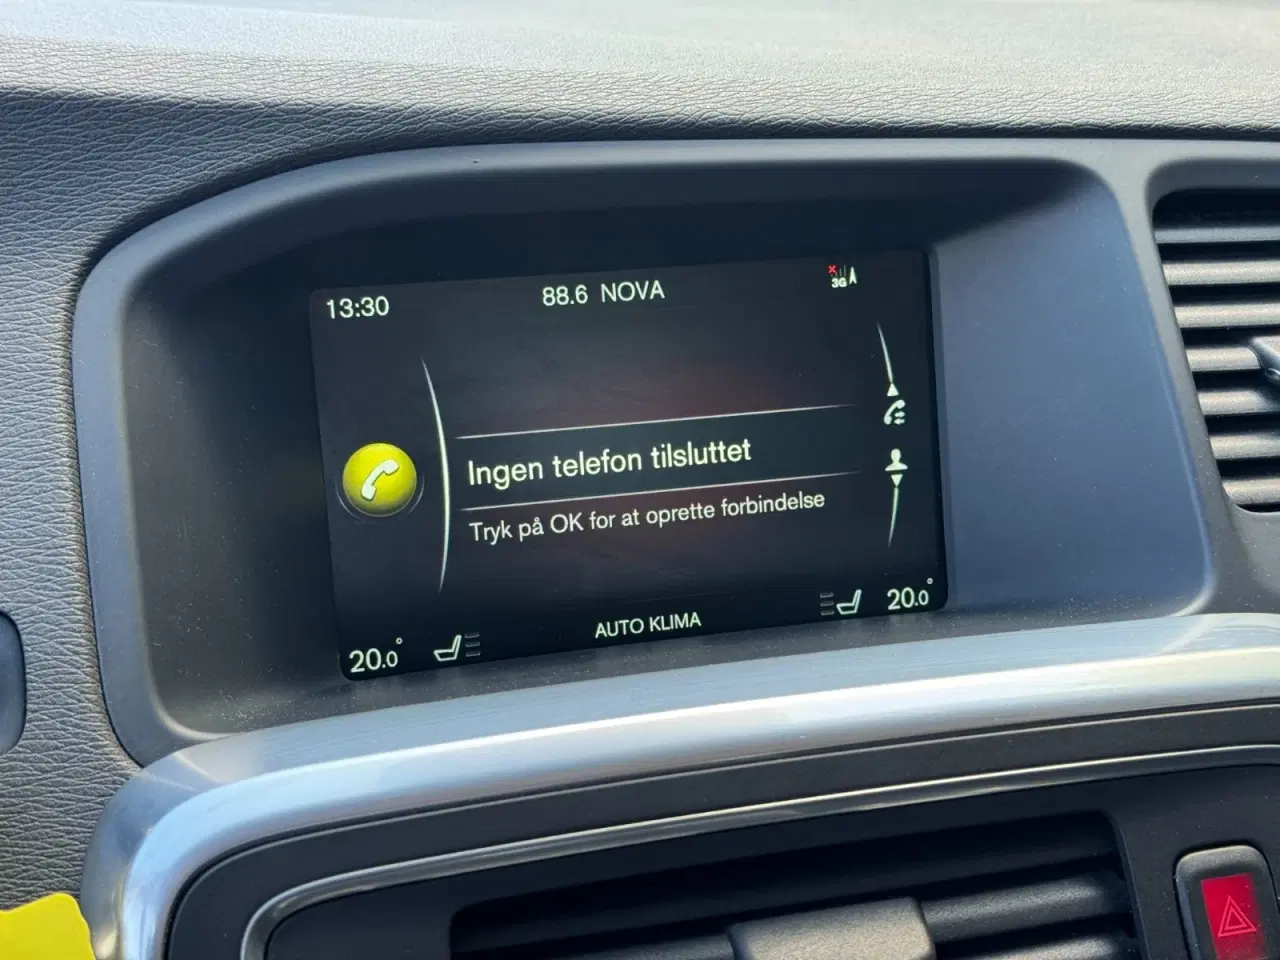 13:30
88.6 NOVA
3G
Ingen telefon tilsluttet
Tryk på OK for at oprette forbindelse
20.0°
AUTO KLIMA
20.0°